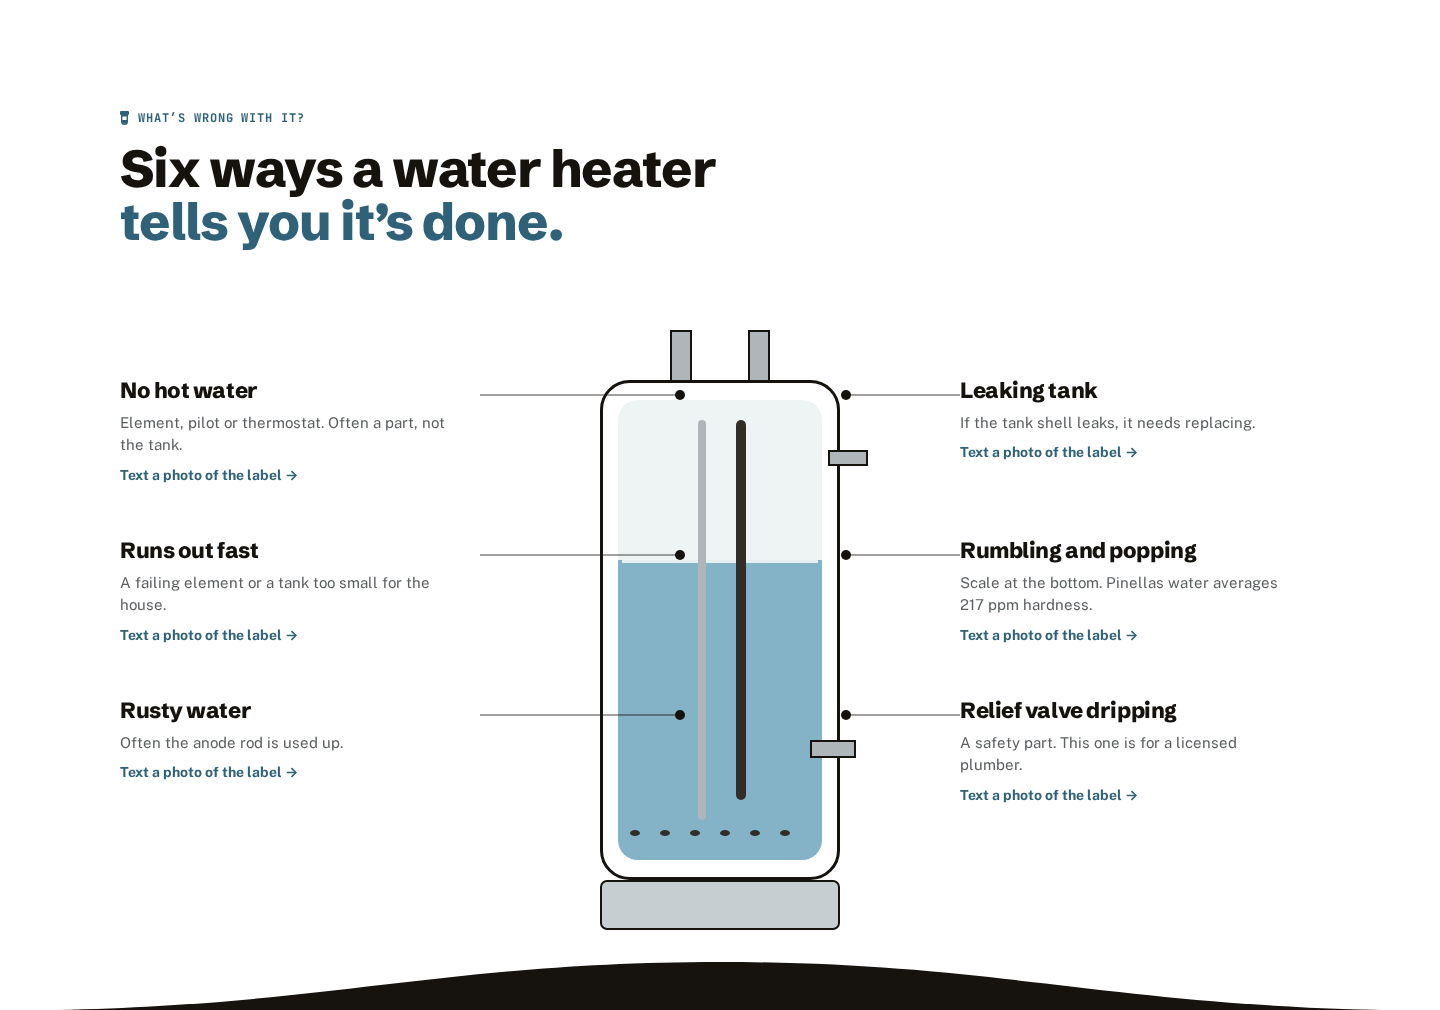 WHAT’S WRONG WITH IT?
Six ways a water heater
tells you it’s done.
No hot water
Element, pilot or thermostat. Often a part, not
the tank.
Text a photo of the label →
Runs out fast
A failing element or a tank too small for the
house.
Text a photo of the label →
Rusty water
Often the anode rod is used up.
Text a photo of the label →
Leaking tank
If the tank shell leaks, it needs replacing.
Text a photo of the label →
Rumbling and popping
Scale at the bottom. Pinellas water averages
217 ppm hardness.
Text a photo of the label →
Relief valve dripping
A safety part. This one is for a licensed
plumber.
Text a photo of the label →